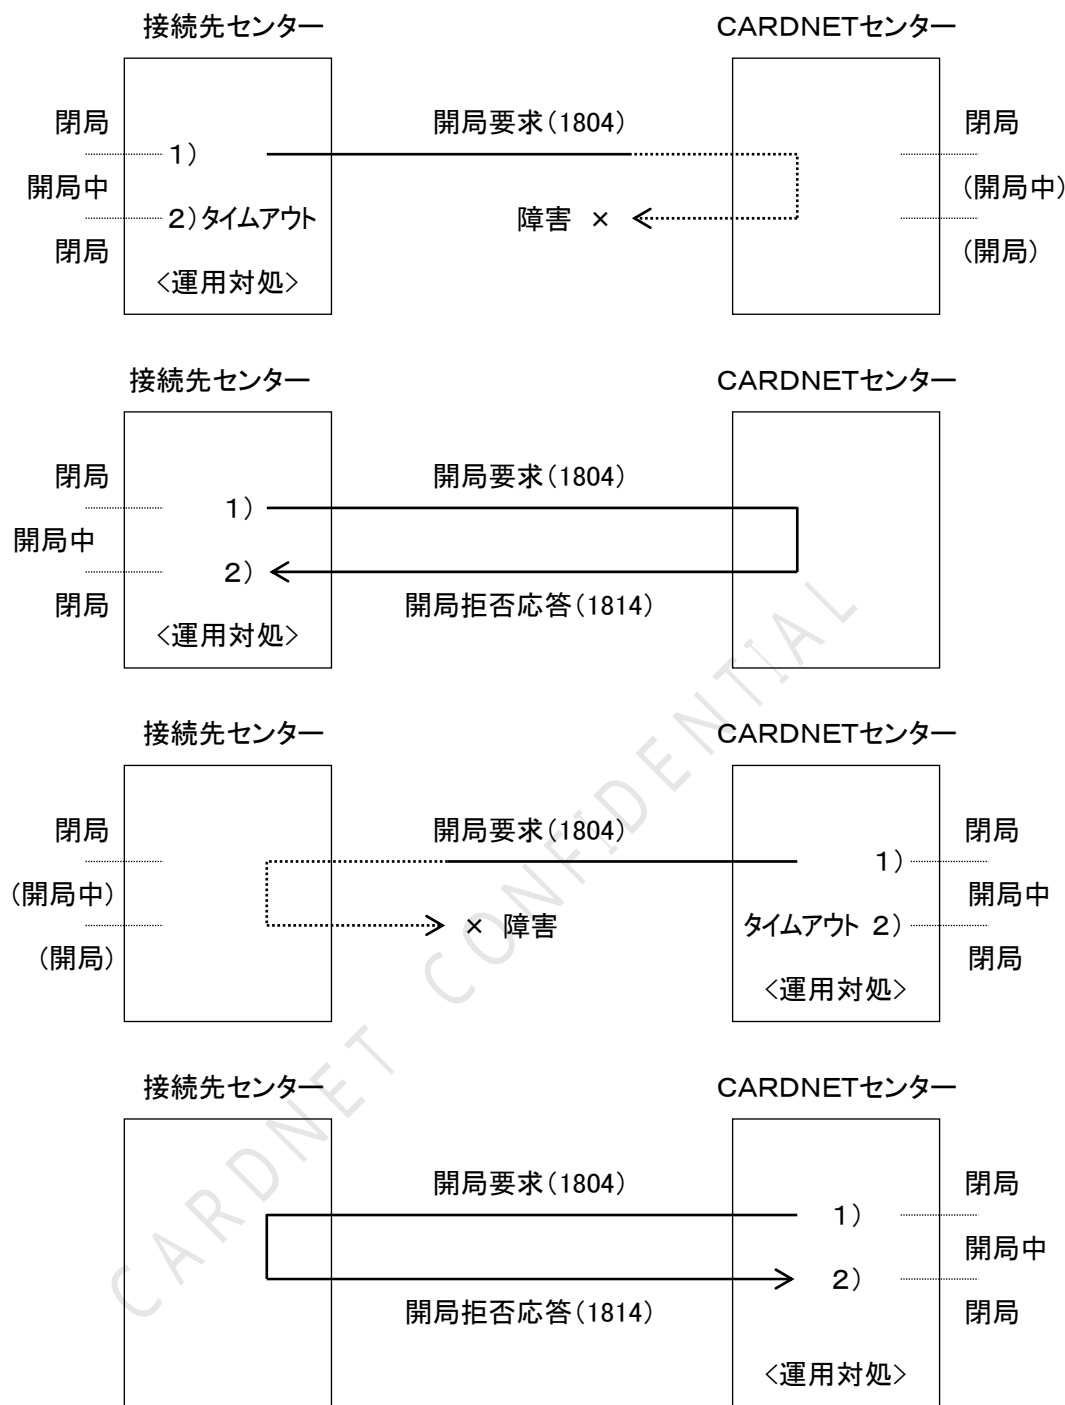 接続先センター　CARDNETセンター
閉局　開局要求(1804)　閉局
1)
開局中　(開局中)
2)タイムアウト　障害 ×
閉局　(開局)
<運用対処>
接続先センター　CARDNETセンター
閉局　開局要求(1804)
1)
開局中
2)
閉局　開局拒否応答(1814)
<運用対処>
接続先センター　CARDNETセンター
閉局　開局要求(1804)　閉局
1)
(開局中)　開局中
× 障害　タイムアウト 2)
(開局)　閉局
<運用対処>
接続先センター　CARDNETセンター
開局要求(1804)　閉局
1)
開局中
2)
開局拒否応答(1814)　閉局
<運用対処>
CARDNET CONFIDENTIAL